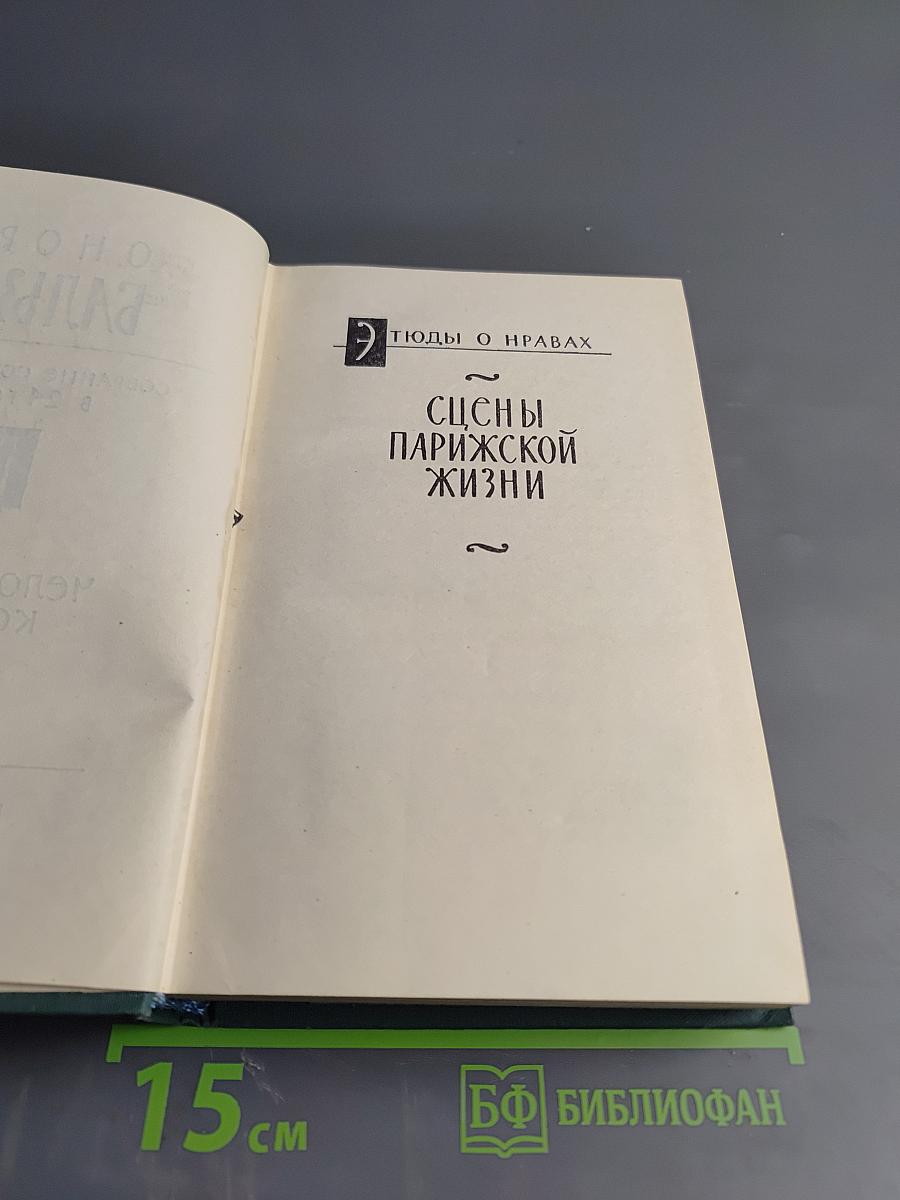 ЭТЮДЫ О НРАВАХ
СЦЕНЫ
ПАРИЖСКОЙ
ЖИЗНИ
15 см
БФ БИБЛИОФАН